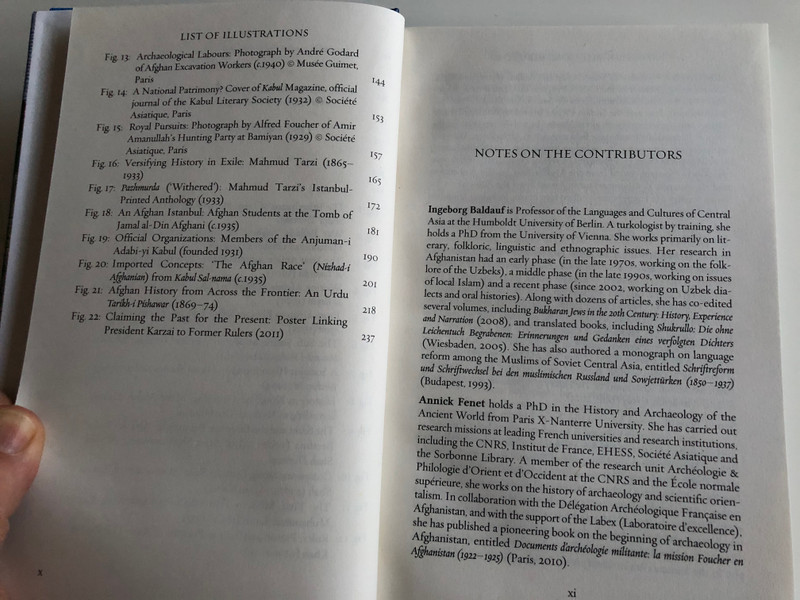 LIST OF ILLUSTRATIONS
Fig. 13: Archaeological Labours: Photograph by André Godard
of Afghan Excavation Workers (c.1940) © Musée Guimet,
Paris 144
Fig. 14: A National Patrimony? Cover of Kabul Magazine, official
journal of the Kabul Literary Society (1932) © Société
Asiatique, Paris 153
Fig. 15: Royal Pursuits: Photograph by Alfred Foucher of Amir
Amanullah's Hunting Party at Bamiyan (1929) © Société
Asiatique, Paris 157
Fig. 16: Versifying History in Exile: Mahmud Tarzi (1865–
1933) 165
Fig. 17: Pazhmurda ('Withered'): Mahmud Tarzi's Istanbul-
Printed Anthology (1933) 172
Fig. 18: An Afghan Istanbul: Afghan Students at the Tomb of
Jamal al-Din Afghani (c.1935) 181
Fig. 19: Official Organizations: Members of the Anjuman-i
Adabi-yi Kabul (founded 1931) 190
Fig. 20: Imported Concepts: 'The Afghan Race' (Nizhad-i
Afghanian) from Kabul Sal-nama (c.1935) 201
Fig. 21: Afghan History from Across the Frontier: An Urdu
Tarikh-i Pishawar (1869–74) 218
Fig. 22: Claiming the Past for the Present: Poster Linking
President Karzai to Former Rulers (2011) 237
x
NOTES ON THE CONTRIBUTORS
Ingeborg Baldauf is Professor of the Languages and Cultures of Central
Asia at the Humboldt University of Berlin. A turkologist by training, she
holds a PhD from the University of Vienna. She works primarily on lit-
erary, folkloric, linguistic and ethnographic issues. Her research in
Afghanistan had an early phase (in the late 1970s, working on the folk-
lore of the Uzbeks), a middle phase (in the late 1990s, working on issues
of local Islam) and a recent phase (since 2002, working on Uzbek dia-
lects and oral histories). Along with dozens of articles, she has co-edited
several volumes, including Bukharan Jews in the 20th Century: History, Experience
and Narration (2008), and translated books, including Shukrullo: Die ohne
Leichentuch Begrabenen: Erinnerungen und Gedanken eines verfolgten Dichters
(Wiesbaden, 2005). She has also authored a monograph on language
reform among the Muslims of Soviet Central Asia, entitled Schriftreform
und Schriftwechsel bei den muslimischen Russland und Sowjettürken (1850–1937)
(Budapest, 1993).
Annick Fenet holds a PhD in the History and Archaeology of the
Ancient World from Paris X-Nanterre University. She has carried out
research missions at leading French universities and research institutions,
including the CNRS, Institut de France, EHESS, Société Asiatique and
the Sorbonne Library. A member of the research unit Archéologie &
Philologie d'Orient et d'Occident at the CNRS and the École normale
supérieure, she works on the history of archaeology and scientific orien-
talism. In collaboration with the Délégation Archéologique Française en
Afghanistan, and with the support of the Labex (Laboratoire d'excellence),
she has published a pioneering book on the beginning of archaeology in
Afghanistan, entitled Documents d'archéologie militante: la mission Foucher en
Afghanistan (1922–1925) (Paris, 2010).
xi